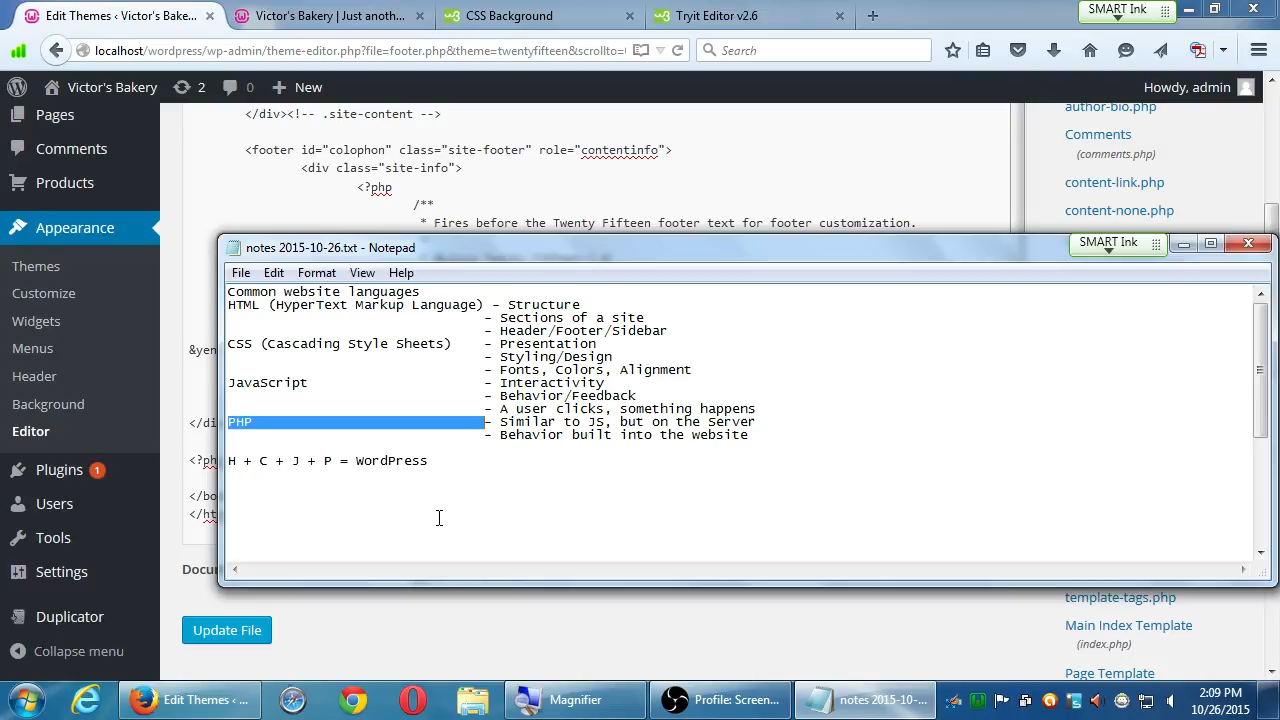 Edit Themes ‹ Victor's Bake... ×
Victor's Bakery | Just anoth... ×
CSS Background ×
Tryit Editor v2.6 ×
SMART Ink
localhost/wordpress/wp-admin/theme-editor.php?file=footer.php&theme=twentyfifteen&scrollto=
Search
Victor's Bakery
2
0
New
Howdy, admin
Pages
Comments
Products
Appearance
Themes
Customize
Widgets
Menus
Header
Background
Editor
Plugins 1
Users
Tools
Settings
Duplicator
Collapse menu
</div><!-- .site-content -->
<footer id="colophon" class="site-footer" role="contentinfo">
<div class="site-info">
<?php
/**
* Fires before the Twenty Fifteen footer text for footer customization.
&yen
</di
<?ph
</bo
</ht
Docu
Update File
author-bio.php
Comments
(comments.php)
content-link.php
content-none.php
template-tags.php
Main Index Template
(index.php)
Page Template
notes 2015-10-26.txt - Notepad
SMART Ink
File Edit Format View Help
Common website languages
HTML (HyperText Markup Language) - Structure
- Sections of a site
- Header/Footer/Sidebar
CSS (Cascading Style Sheets) - Presentation
- Styling/Design
- Fonts, Colors, Alignment
JavaScript - Interactivity
- Behavior/Feedback
- A user clicks, something happens
PHP - Similar to JS, but on the Server
- Behavior built into the website
H + C + J + P = WordPress
Edit Themes ‹ ...
Magnifier
Profile: Screen...
notes 2015-10-...
2:09 PM
10/26/2015